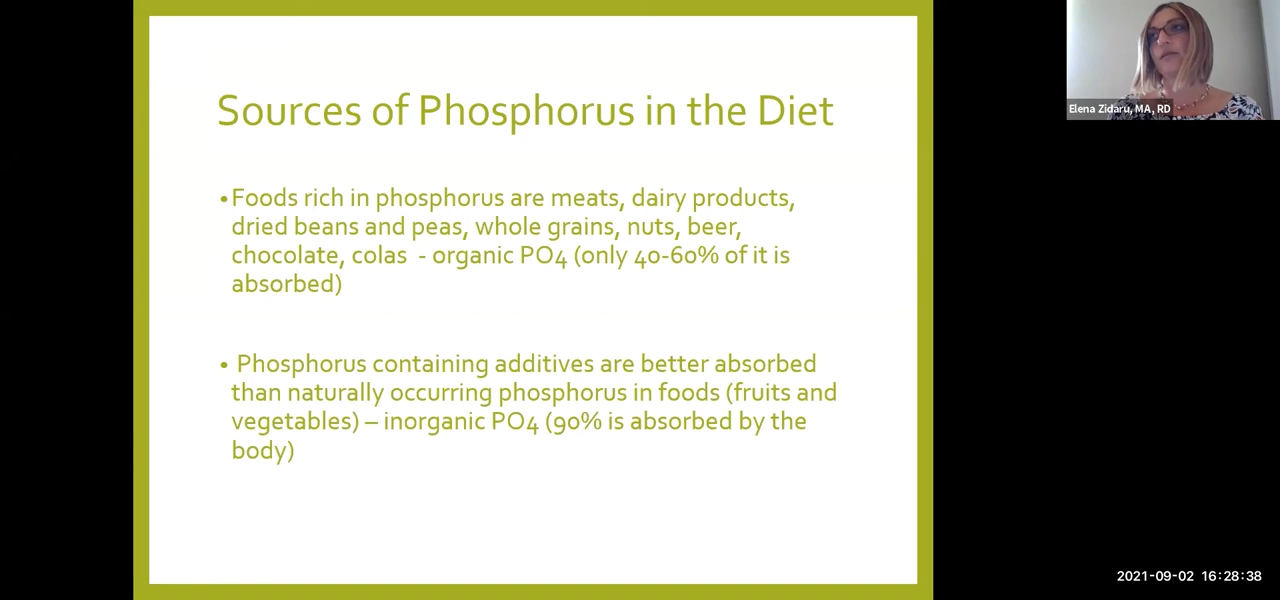 Sources of Phosphorus in the Diet
•Foods rich in phosphorus are meats, dairy products,
dried beans and peas, whole grains, nuts, beer,
chocolate, colas - organic PO4 (only 40-60% of it is
absorbed)
• Phosphorus containing additives are better absorbed
than naturally occurring phosphorus in foods (fruits and
vegetables) – inorganic PO4 (90% is absorbed by the
body)
Elena Zidaru, MA, RD
2021-09-02 16:28:38